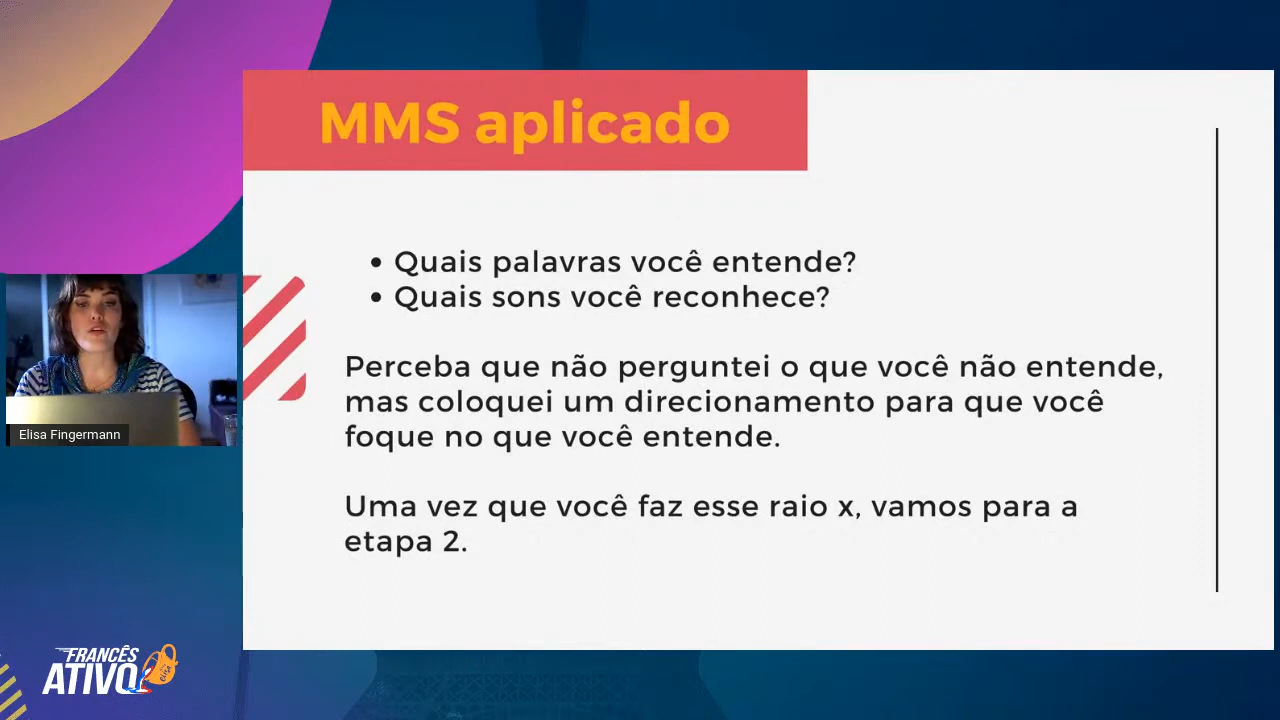 MMS aplicado
• Quais palavras você entende?
• Quais sons você reconhece?
Perceba que não perguntei o que você não entende,
mas coloquei um direcionamento para que você
foque no que você entende.
Uma vez que você faz esse raio x, vamos para a
etapa 2.
Elisa Fingermann
FRANCÊS
ATIVO